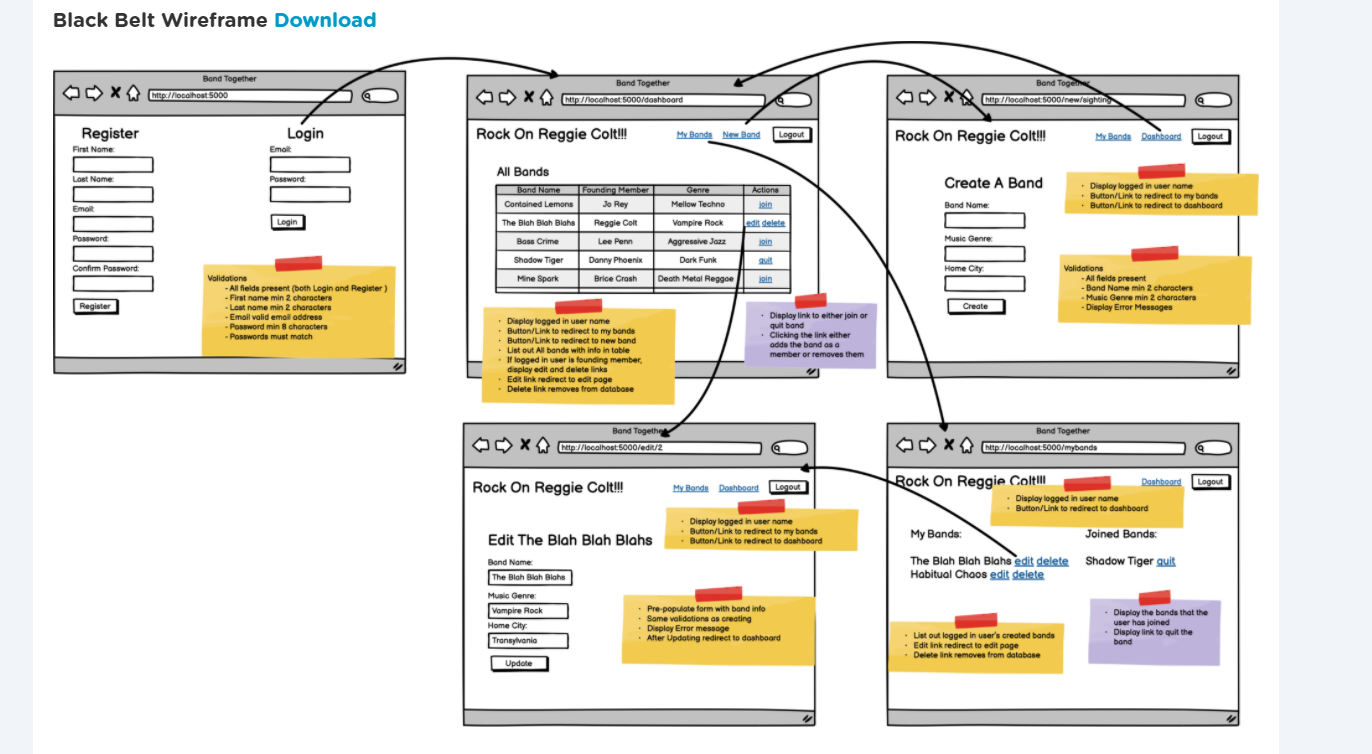 Black Belt Wireframe Download
Band Together
http://localhost:5000
Register
First Name:
Last Name:
Email:
Password:
Confirm Password:
Register
Login
Email:
Password:
Login
Validations
- All fields present (both Login and Register )
- First name min 2 characters
- Last name min 2 characters
- Email valid email address
- Password min 8 characters
- Passwords must match
Band Together
http://localhost:5000/dashboard
Rock On Reggie Colt!!!
My Bands New Band Logout
All Bands
Band Name Founding Member Genre Actions
Contained Lemons Jo Rey Mellow Techno join
The Blah Blah Blahs Reggie Colt Vampire Rock edit delete
Bass Crime Lee Penn Aggressive Jazz join
Shadow Tiger Danny Phoenix Dark Funk quit
Mine Spark Brice Crash Death Metal Reggae join
· Display logged in user name
· Button/Link to redirect to my bands
· Button/Link to redirect to new band
· List out All bands with info in table
· If logged in user is founding member,
display edit and delete links
· Edit link redirect to edit page
· Delete link removes from database
· Display link to either join or
quit band
· Clicking the link either
adds the band as a
member or removes them
Band Together
http://localhost:5000/new/sighting
Rock On Reggie Colt!!!
My Bands Dashboard Logout
Create A Band
Band Name:
Music Genre:
Home City:
Create
· Display logged in user name
· Button/Link to redirect to my bands
· Button/Link to redirect to dashboard
Validations
- All fields present
- Band Name min 2 characters
- Music Genre min 2 characters
- Display Error Messages
Band Together
http://localhost:5000/edit/2
Rock On Reggie Colt!!!
My Bands Dashboard Logout
Edit The Blah Blah Blahs
Band Name:
The Blah Blah Blahs
Music Genre:
Vampire Rock
Home City:
Transylvania
Update
· Display logged in user name
· Button/Link to redirect to my bands
· Button/Link to redirect to dashboard
· Pre-populate form with band info
· Same validations as creating
· Display Error message
· After Updating redirect to dashboard
Band Together
http://localhost:5000/mybands
Rock On Reggie Colt!!!
Dashboard Logout
· Display logged in user name
· Button/Link to redirect to dashboard
My Bands:
The Blah Blah Blahs edit delete
Habitual Chaos edit delete
Joined Bands:
Shadow Tiger quit
· List out logged in user's created bands
· Edit link redirect to edit page
· Delete link removes from database
· Display the bands that the
user has joined
· Display link to quit the
band